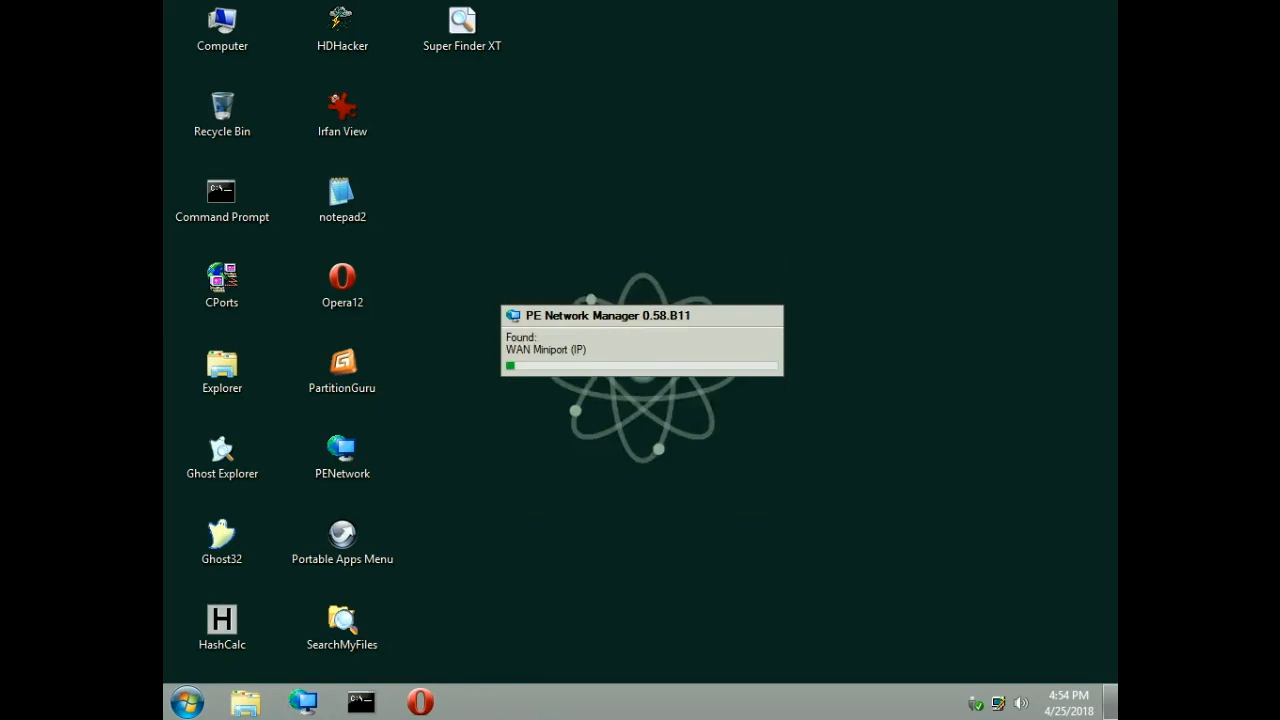 Computer
HDHacker
Super Finder XT
Recycle Bin
Irfan View
Command Prompt
notepad2
CPorts
Opera12
PE Network Manager 0.58.B11
Found:
WAN Miniport (IP)
Explorer
PartitionGuru
Ghost Explorer
PENetwork
Ghost32
Portable Apps Menu
H
HashCalc
SearchMyFiles
4:54 PM
4/25/2018